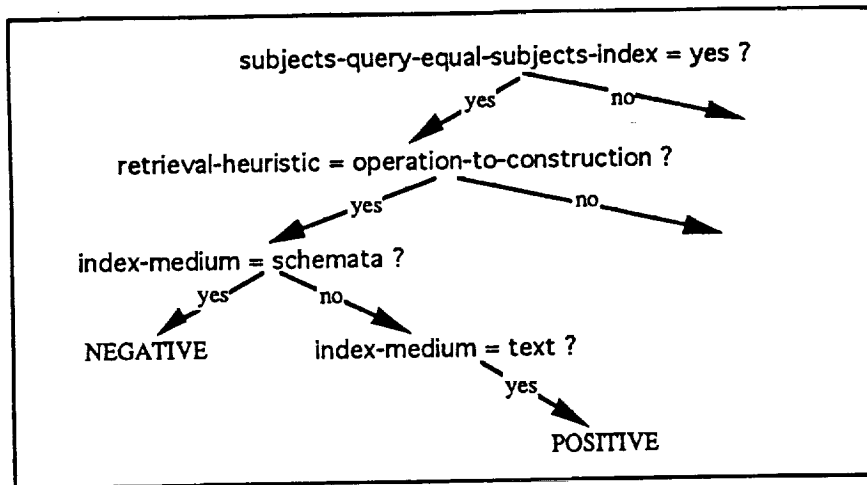 subjects-query-equal-subjects-index = yes ?
yes no
retrieval-heuristic = operation-to-construction ?
yes no
index-medium = schemata ?
yes no
NEGATIVE index-medium = text ?
yes
POSITIVE